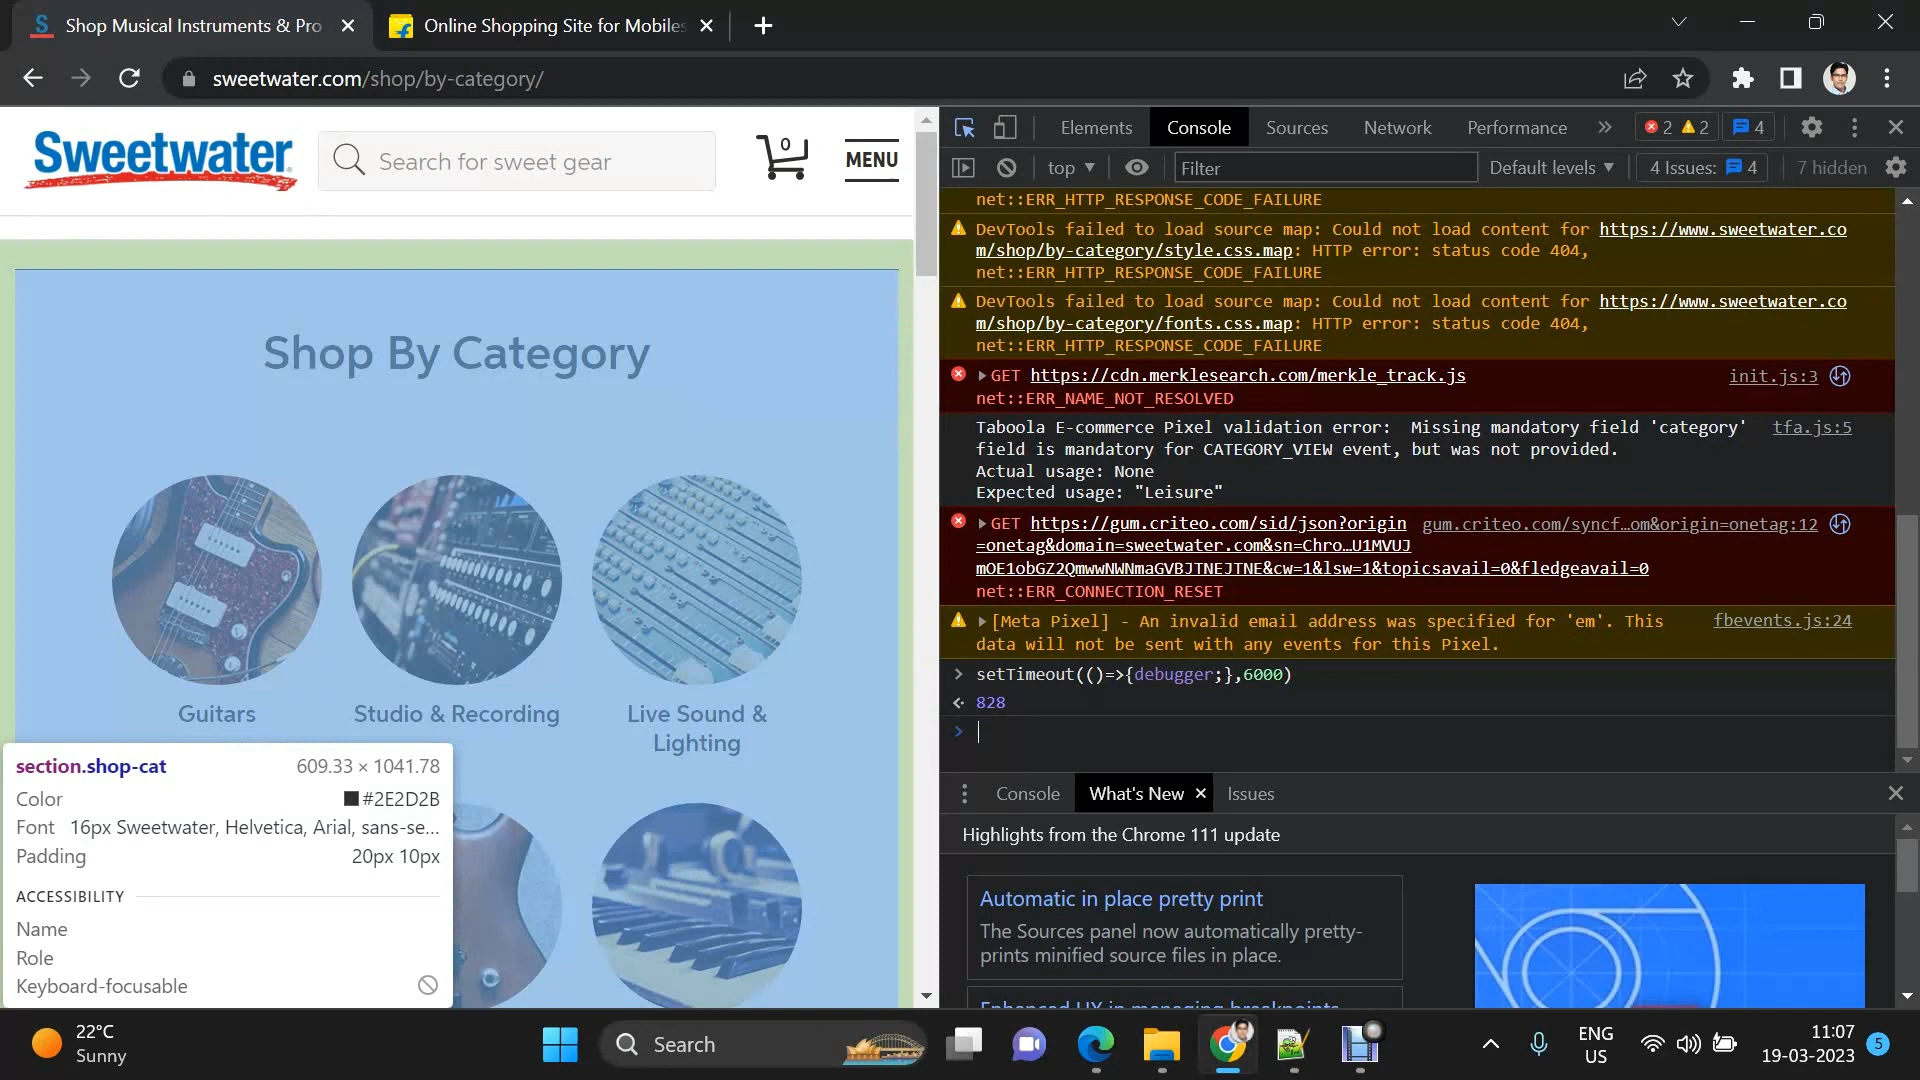 Shop Musical Instruments & Pro
Online Shopping Site for Mobiles
sweetwater.com/shop/by-category/
Sweetwater
Search for sweet gear
0
MENU
Shop By Category
Guitars
Studio & Recording
Live Sound &
Lighting
section.shop-cat 609.33 × 1041.78
Color #2E2D2B
Font 16px Sweetwater, Helvetica, Arial, sans-se...
Padding 20px 10px
ACCESSIBILITY
Name
Role
Keyboard-focusable
Elements Console Sources Network Performance 2 2 4
top Filter Default levels 4 Issues: 4 7 hidden
net::ERR_HTTP_RESPONSE_CODE_FAILURE
DevTools failed to load source map: Could not load content for https://www.sweetwater.co
m/shop/by-category/style.css.map: HTTP error: status code 404,
net::ERR_HTTP_RESPONSE_CODE_FAILURE
DevTools failed to load source map: Could not load content for https://www.sweetwater.co
m/shop/by-category/fonts.css.map: HTTP error: status code 404,
net::ERR_HTTP_RESPONSE_CODE_FAILURE
GET https://cdn.merklesearch.com/merkle_track.js init.js:3
net::ERR_NAME_NOT_RESOLVED
Taboola E-commerce Pixel validation error: Missing mandatory field 'category' tfa.js:5
field is mandatory for CATEGORY_VIEW event, but was not provided.
Actual usage: None
Expected usage: "Leisure"
GET https://gum.criteo.com/sid/json?origin gum.criteo.com/syncf…om&origin=onetag:12
=onetag&domain=sweetwater.com&sn=Chro…U1MVUJ
mOE1obGZ2QmwwNWNmaGVBJTNEJTNE&cw=1&lsw=1&topicsavail=0&fledgeavail=0
net::ERR_CONNECTION_RESET
[Meta Pixel] - An invalid email address was specified for 'em'. This fbevents.js:24
data will not be sent with any events for this Pixel.
setTimeout(()=>{debugger;},6000)
828
Console What's New Issues
Highlights from the Chrome 111 update
Automatic in place pretty print
The Sources panel now automatically pretty-
prints minified source files in place.
Enhanced UX in managing breakpoints
22°C
Sunny
Search
ENG
US
11:07
19-03-2023
5